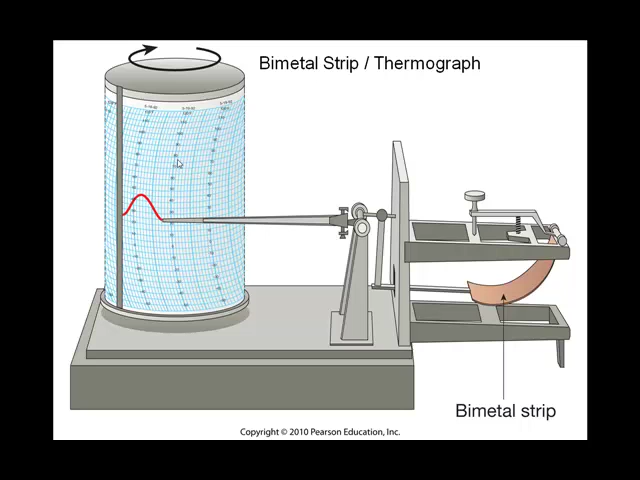 Bimetal Strip / Thermograph
Bimetal strip
Copyright © 2010 Pearson Education, Inc.